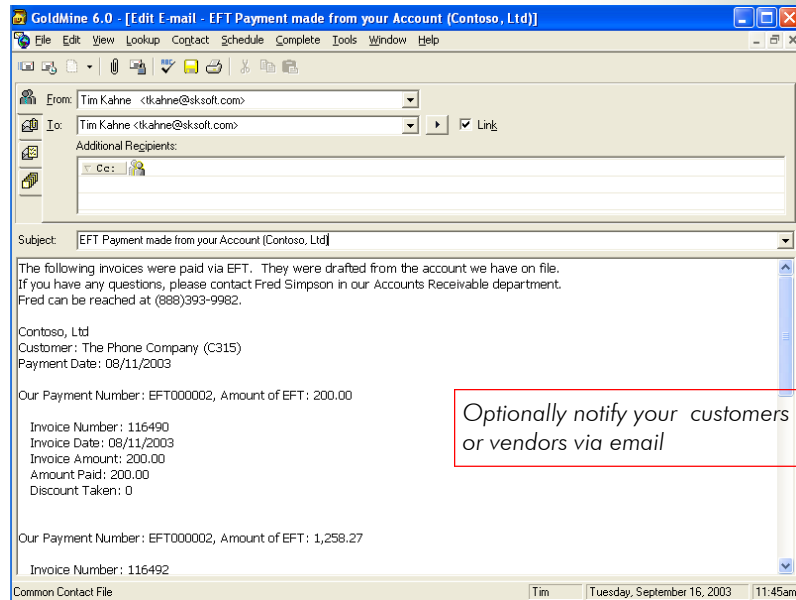 GoldMine 6.0 - [Edit E-mail - EFT Payment made from your Account (Contoso, Ltd)]
File Edit View Lookup Contact Schedule Complete Tools Window Help
From: Tim Kahne <tkahne@sksoft.com>
To: Tim Kahne <tkahne@sksoft.com> Link
Additional Recipients:
Cc:
Subject: EFT Payment made from your Account (Contoso, Ltd)
The following invoices were paid via EFT. They were drafted from the account we have on file.
If you have any questions, please contact Fred Simpson in our Accounts Receivable department.
Fred can be reached at (888)393-9982.
Contoso, Ltd
Customer: The Phone Company (C315)
Payment Date: 08/11/2003
Our Payment Number: EFT000002, Amount of EFT: 200.00
Invoice Number: 116490
Invoice Date: 08/11/2003
Invoice Amount: 200.00
Amount Paid: 200.00
Discount Taken: 0
Our Payment Number: EFT000002, Amount of EFT: 1,258.27
Invoice Number: 116492
Optionally notify your customers
or vendors via email
Common Contact File Tim Tuesday, September 16, 2003 11:45am